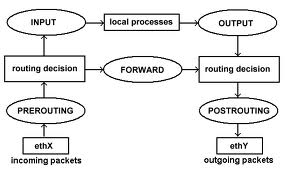 INPUT
local processes
OUTPUT
routing decision
FORWARD
routing decision
PREROUTING
POSTROUTING
ethX
ethY
incoming packets
outgoing packets